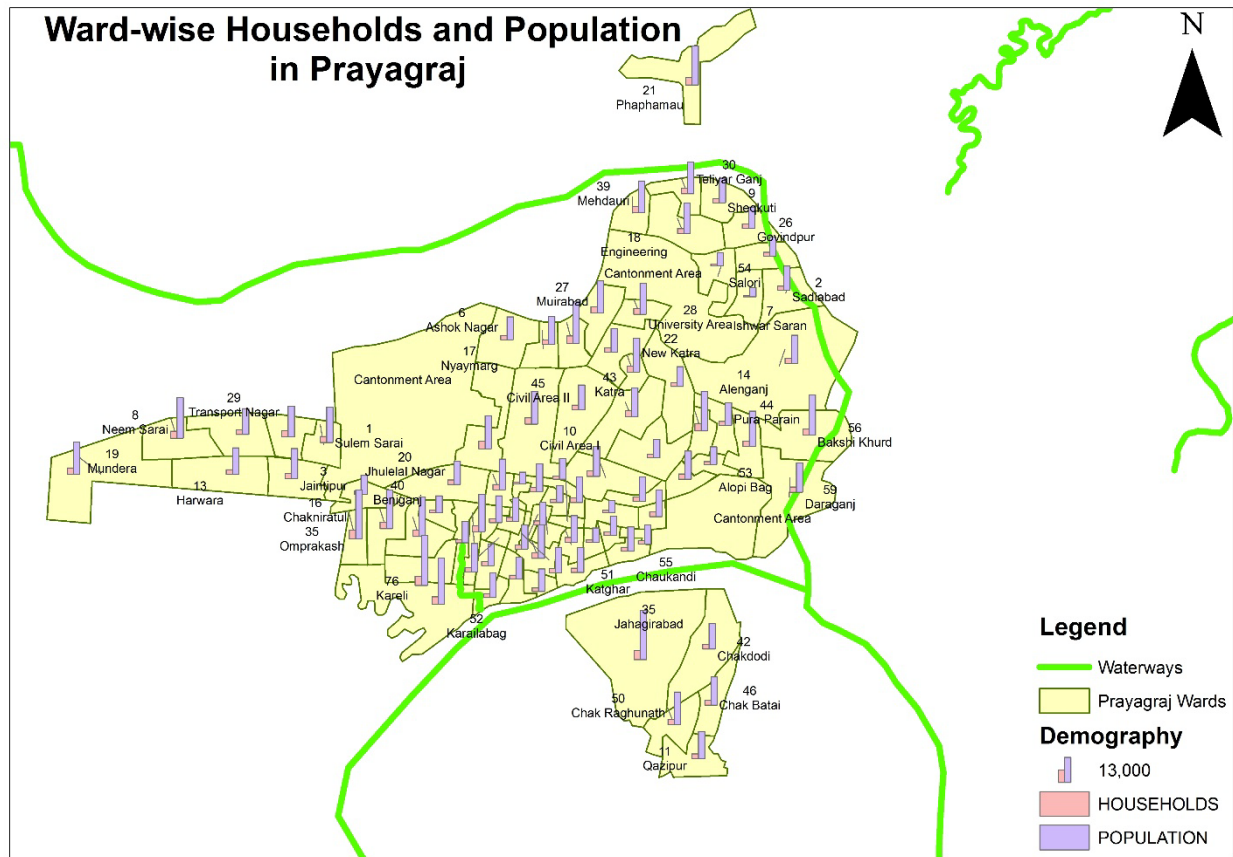 Ward-wise Households and Population
in Prayagraj
N
21
Phaphamau
30
Teliyar Ganj
39
Mehdauri
9
Sheqkuti
26
Govindpur
18
Engineering
Cantonment Area
54
Salori
2
Sadiabad
27
Muirabad
28
University Area
7
Ishwar Saran
6
Ashok Nagar
22
New Katra
17
Nyaymarg
Cantonment Area
45
Civil Area II
43
Katra
14
Alenganj
44
Pura Parain
8
Neem Sarai
29
Transport Nagar
1
Sulem Sarai
10
Civil Area I
56
Bakshi Khurd
19
Mundera
13
Harwara
3
Jaintipur
20
Jhulelal Nagar
40
Beniganj
53
Alopi Bag
59
Daraganj
16
Chakniratul
35
Omprakash
Cantonment Area
76
Kareli
51
Katghar
55
Chaukandi
52
Karailabag
35
Jahagirabad
42
Chakdodi
50
Chak Raghunath
46
Chak Batai
11
Qazipur
Legend
Waterways
Prayagraj Wards
Demography
13,000
HOUSEHOLDS
POPULATION